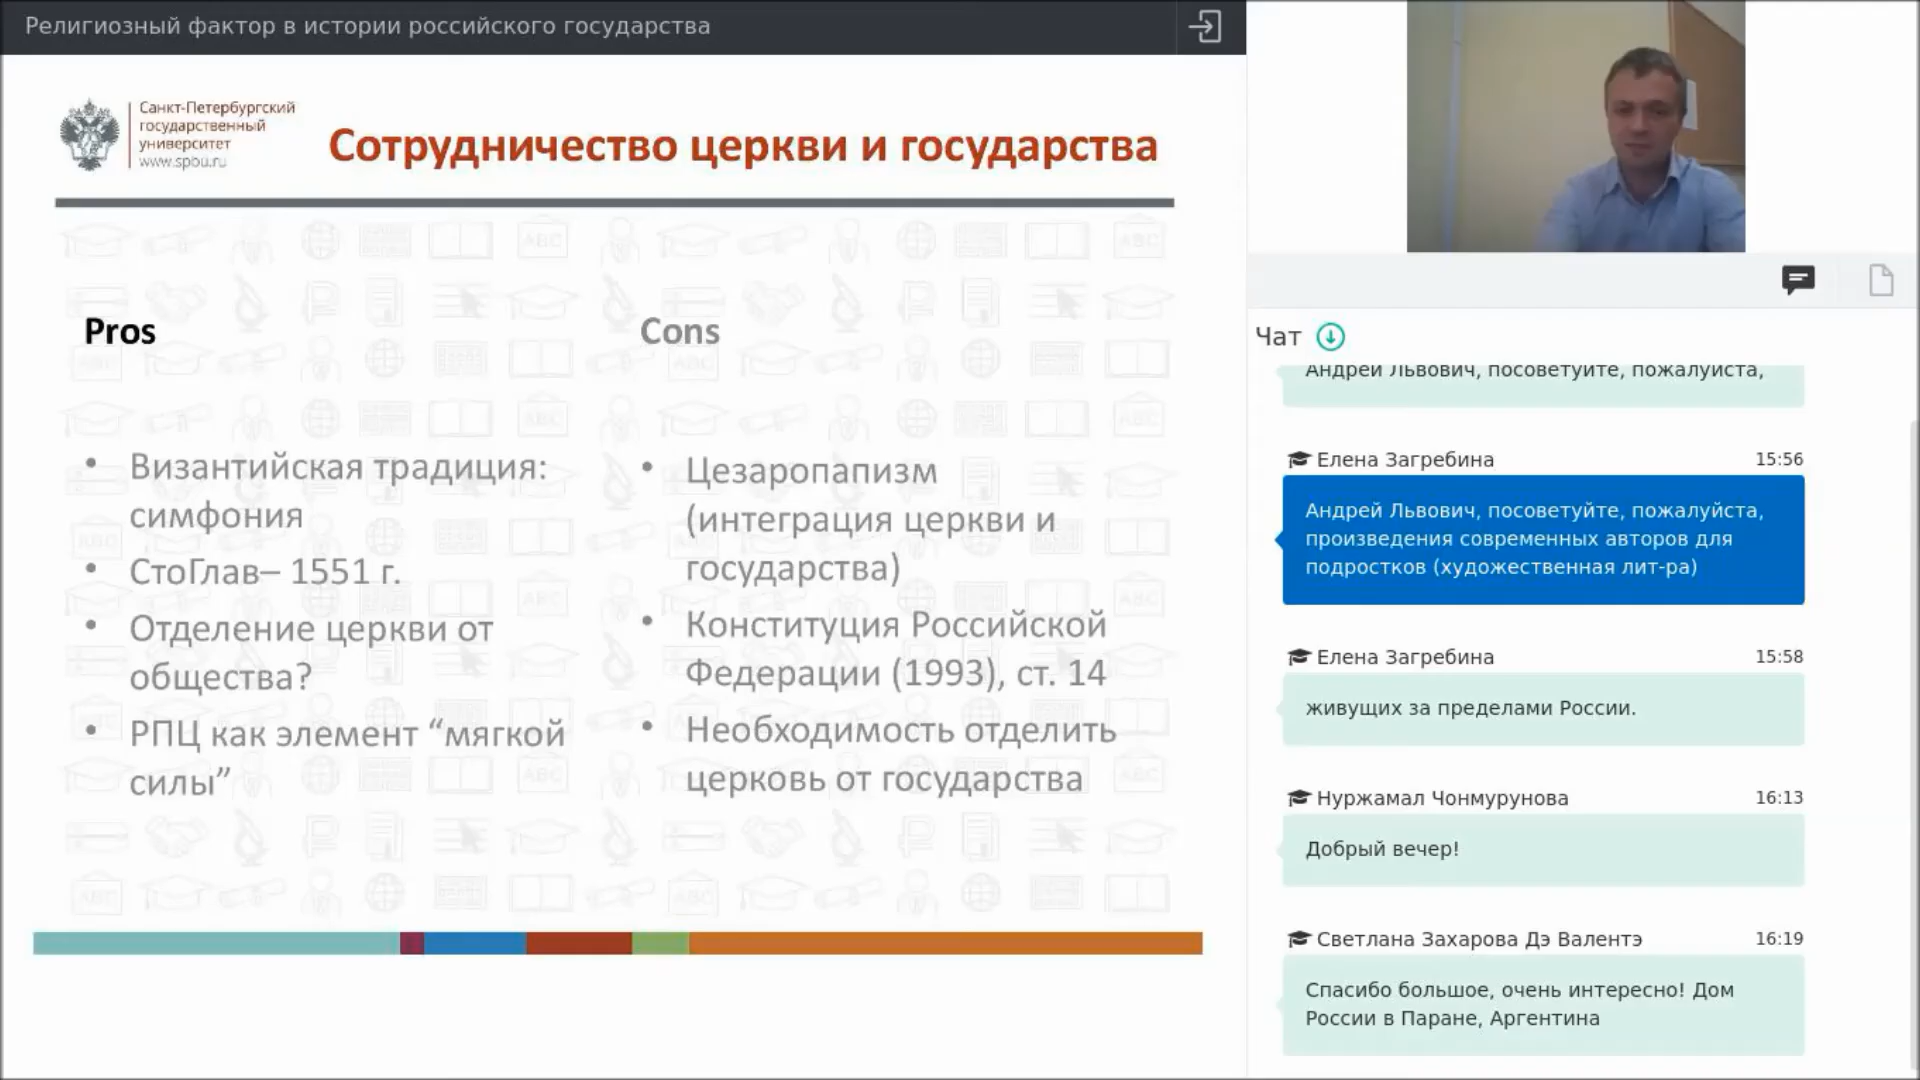 Религиозный фактор в истории российского государства
Санкт-Петербургский
государственный
университет
www.spbu.ru
Сотрудничество церкви и государства
Pros
• Византийская традиция:
симфония
• СтоГлав– 1551 г.
• Отделение церкви от
общества?
• РПЦ как элемент “мягкой
силы”
Cons
• Цезаропапизм
(интеграция церкви и
государства)
• Конституция Российской
Федерации (1993), ст. 14
• Необходимость отделить
церковь от государства
Чат
Андрей Львович, посоветуйте, пожалуйста,
Елена Загребина 15:56
Андрей Львович, посоветуйте, пожалуйста,
произведения современных авторов для
подростков (художественная лит-ра)
Елена Загребина 15:58
живущих за пределами России.
Нуржамал Чонмурунова 16:13
Добрый вечер!
Светлана Захарова Дэ Валентэ 16:19
Спасибо большое, очень интересно! Дом
России в Паране, Аргентина